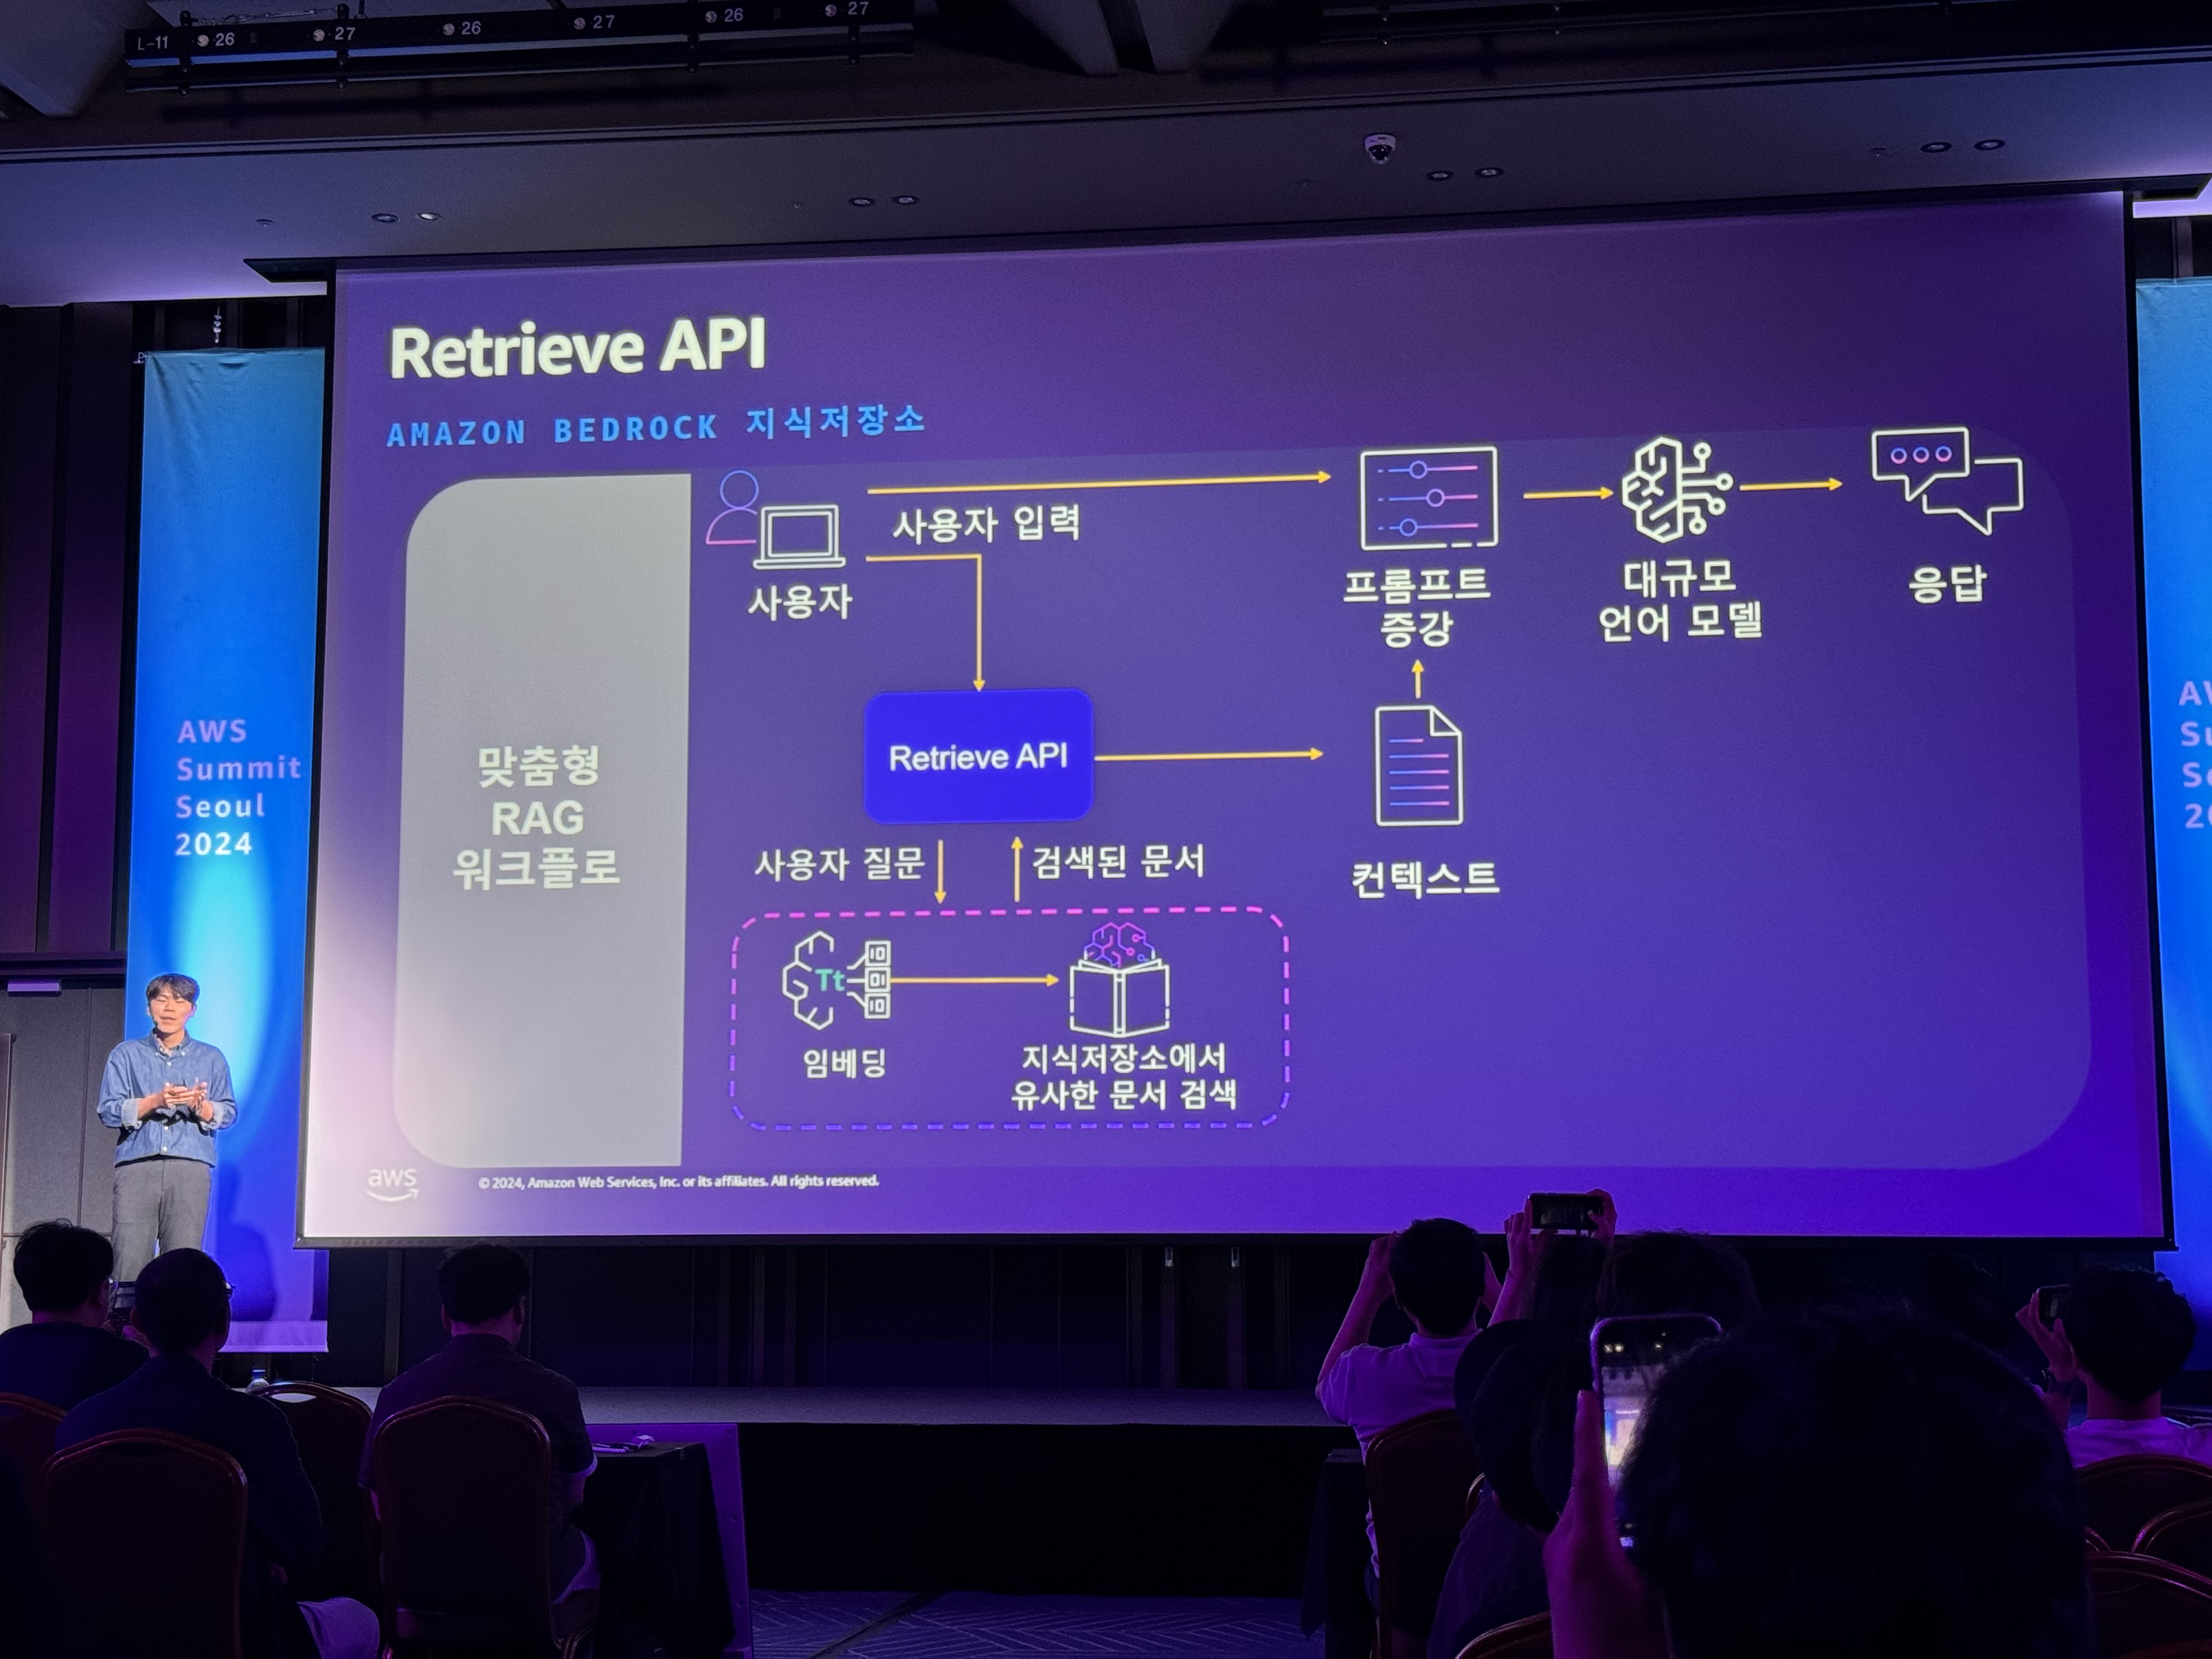 L-11 26 27 26 27 26 27
Retrieve API
AMAZON BEDROCK 지식저장소
맞춤형
RAG
워크플로
사용자
사용자 입력
프롬프트
증강
대규모
언어 모델
응답
Retrieve API
컨텍스트
사용자 질문
검색된 문서
Tt
임베딩
지식저장소에서
유사한 문서 검색
aws
© 2024, Amazon Web Services, Inc. or its affiliates. All rights reserved.
AWS
Summit
Seoul
2024